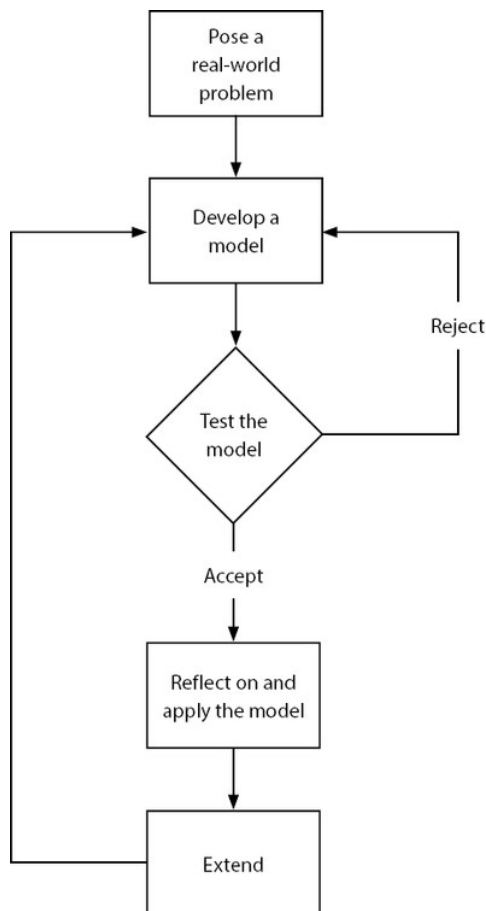 Pose a
real-world
problem
Develop a
model
Reject
Test the
model
Accept
Reflect on and
apply the model
Extend